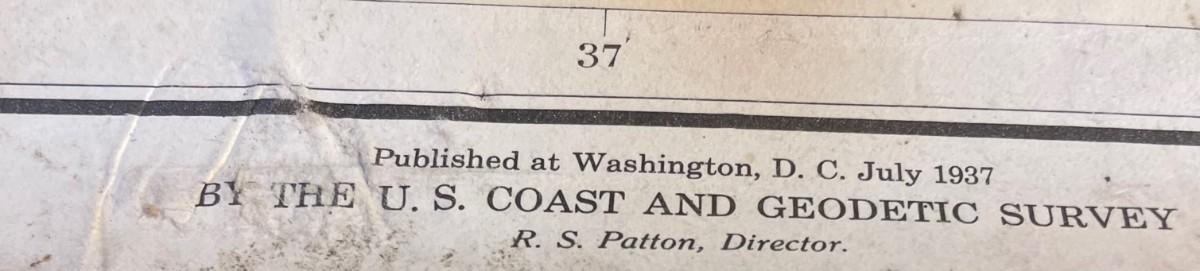 37'
Published at Washington, D. C. July 1937
BY THE U. S. COAST AND GEODETIC SURVEY
R. S. Patton, Director.